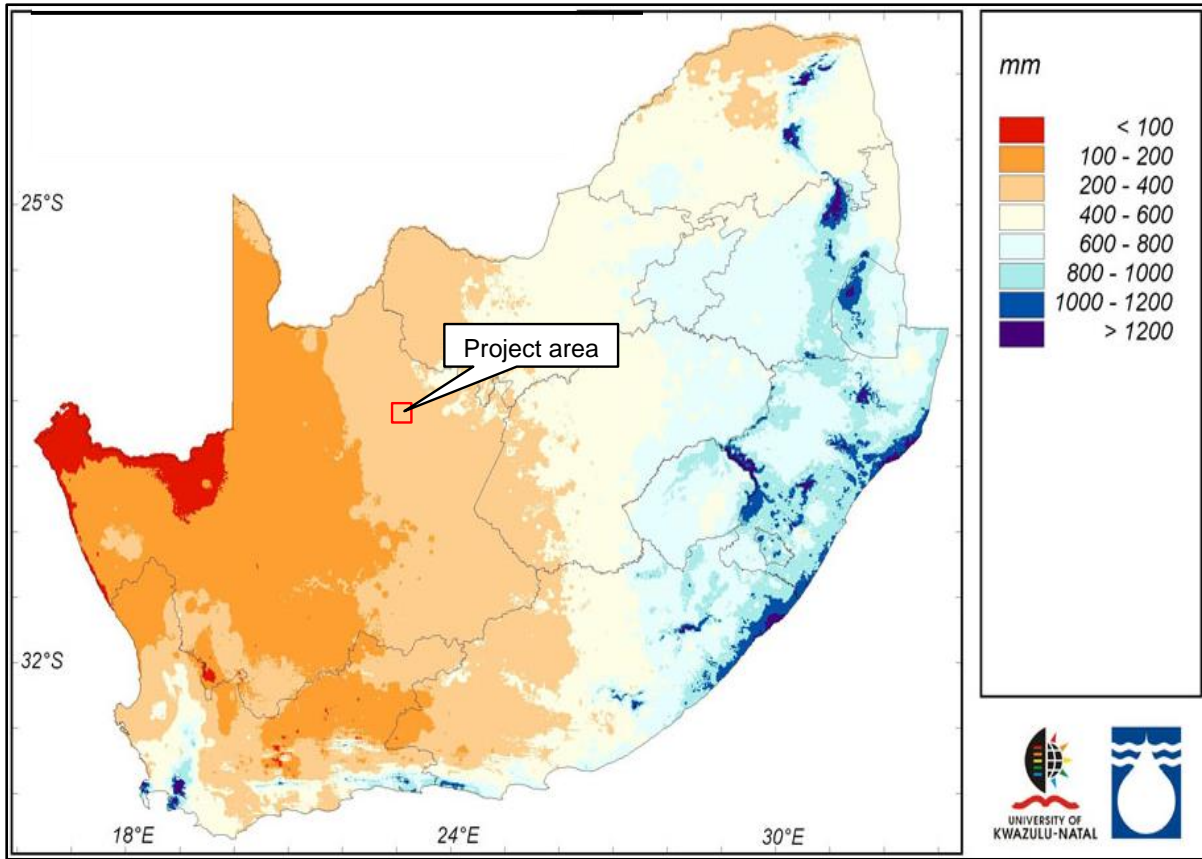 mm
< 100
100 - 200
200 - 400
400 - 600
600 - 800
800 - 1000
1000 - 1200
> 1200
25°S
Project area
32°S
18°E
24°E
30°E
UNIVERSITY OF
KWAZULU-NATAL